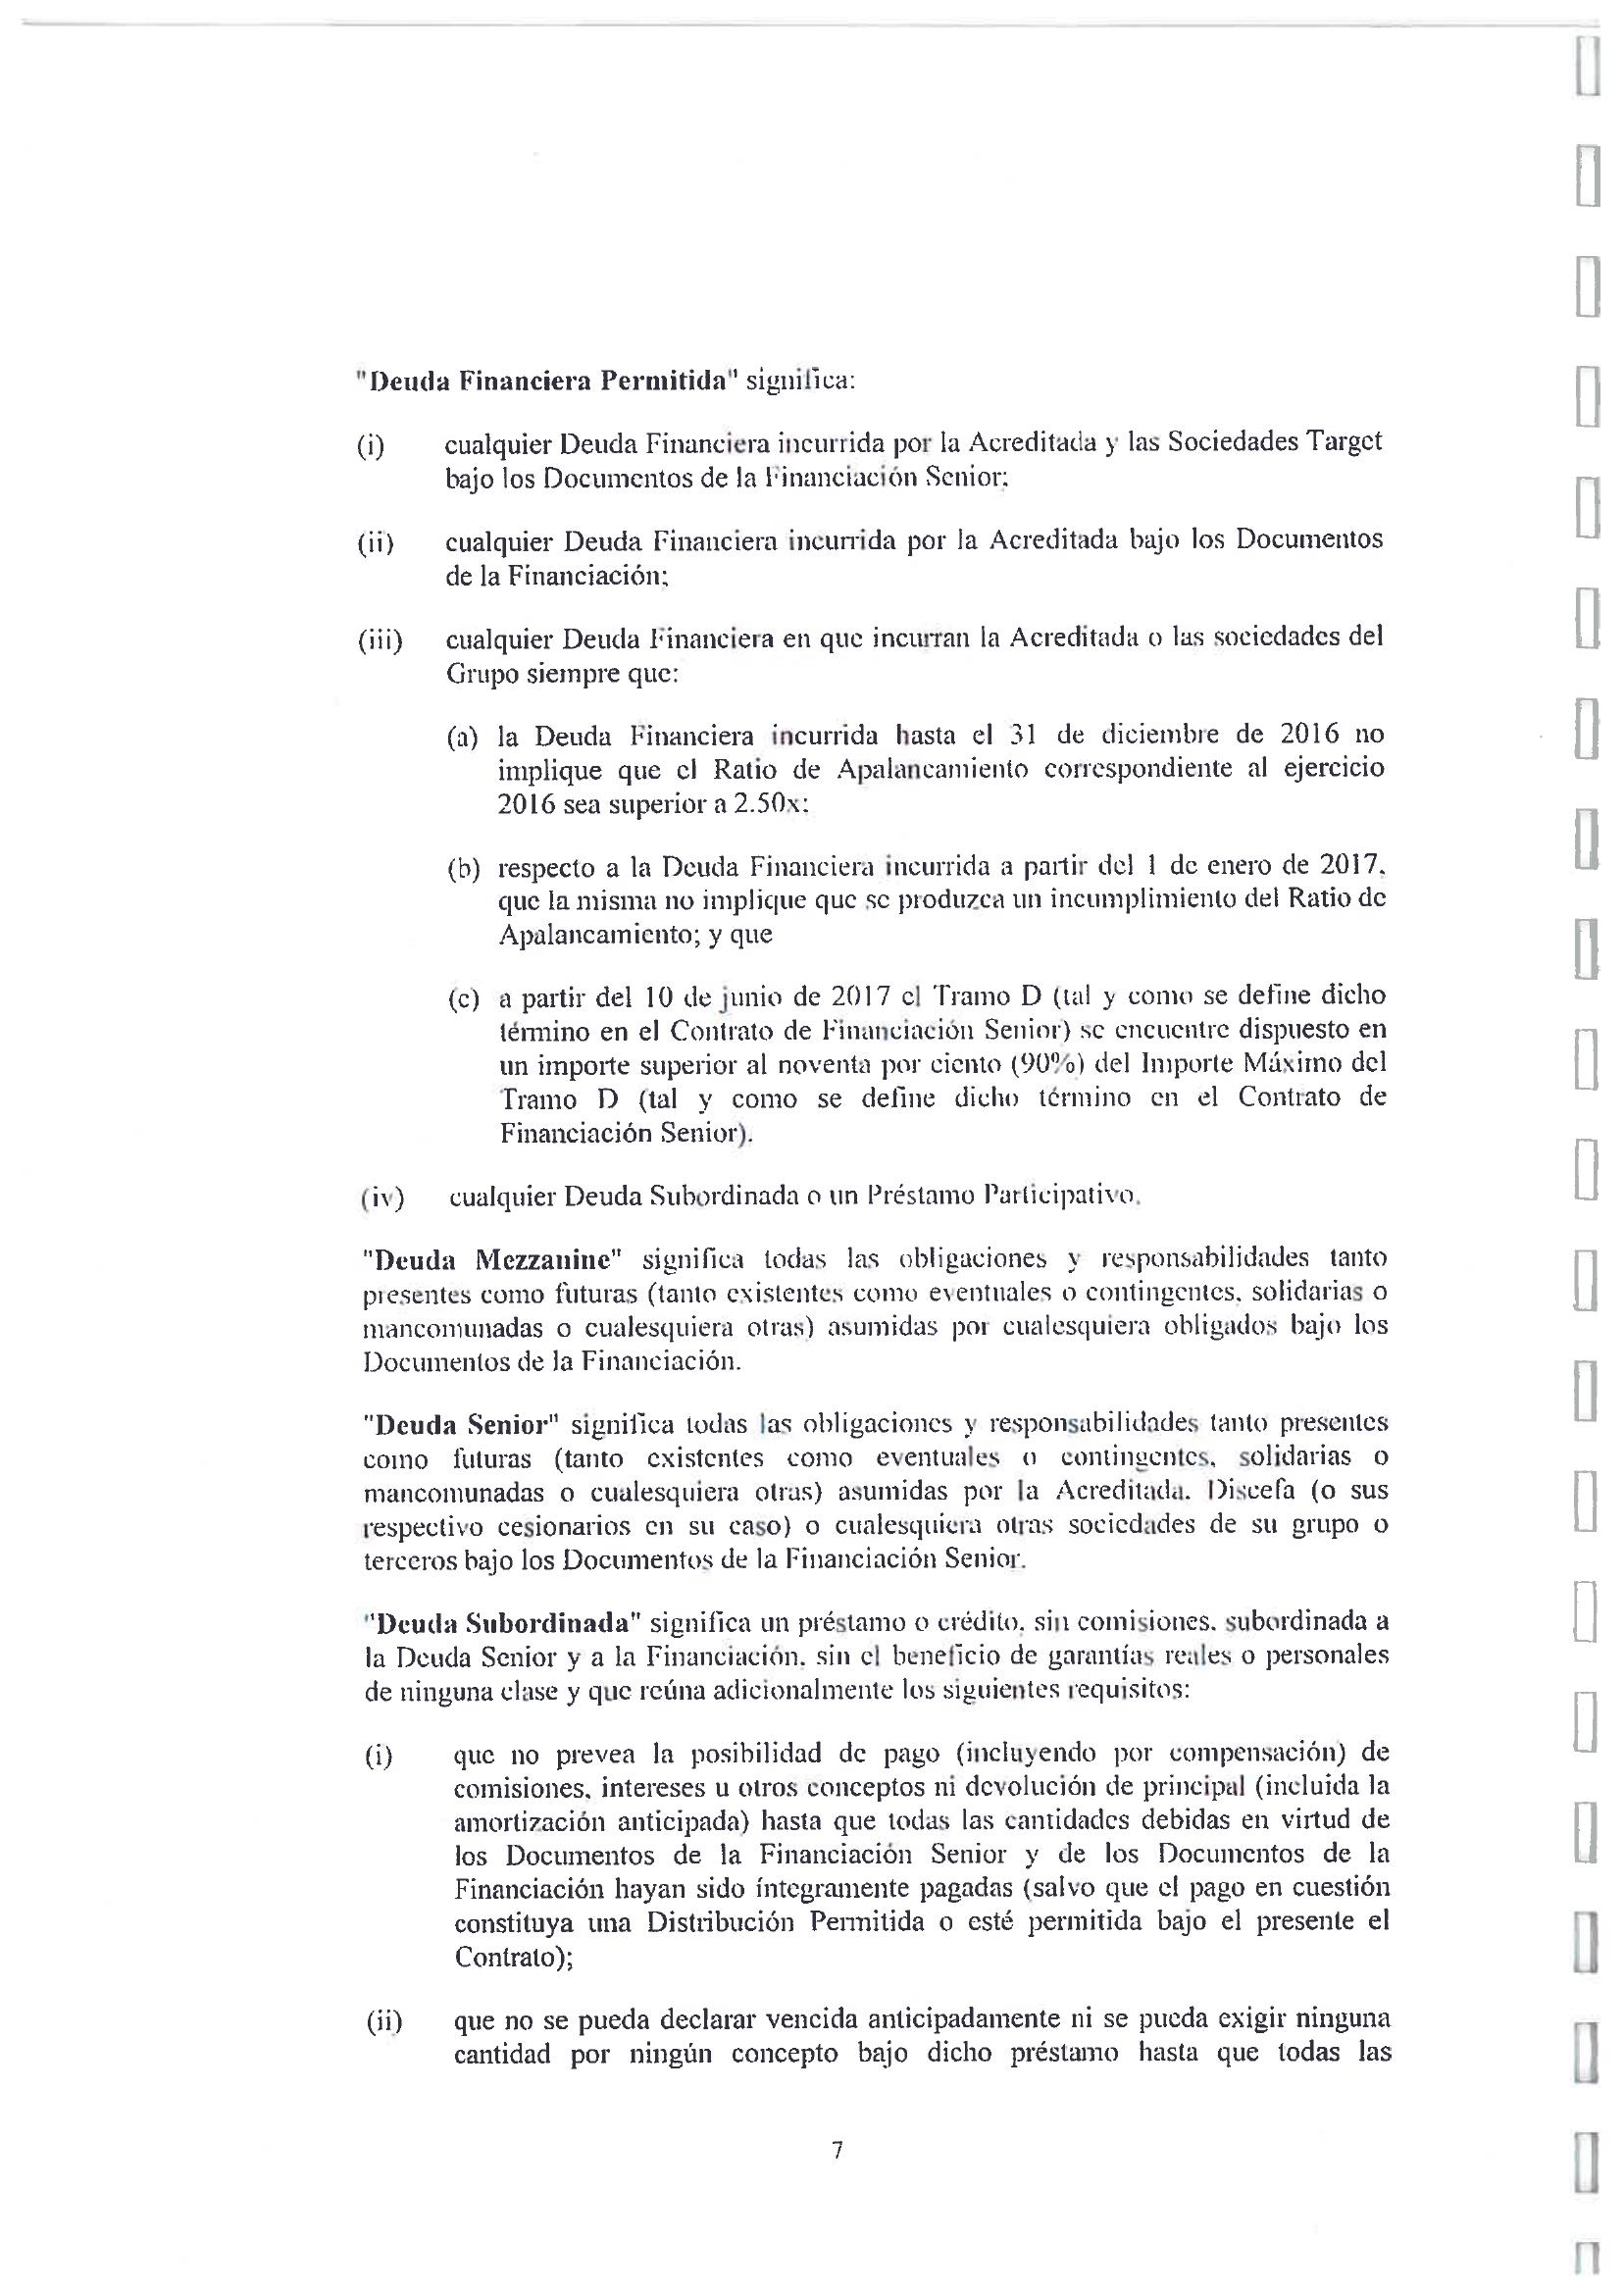 "Deuda Financiera Permitida" significa:
(i) cualquier Deuda Financiera incurrida por la Acreditada y las Sociedades Target
bajo los Documentos de la Financiación Senior;
(ii) cualquier Deuda Financiera incurrida por la Acreditada bajo los Documentos
de la Financiación;
(iii) cualquier Deuda Financiera en que incurran la Acreditada o las sociedades del
Grupo siempre que:
(a) la Deuda Financiera incurrida hasta el 31 de diciembre de 2016 no
implique que el Ratio de Apalancamiento correspondiente al ejercicio
2016 sea superior a 2.50x;
(b) respecto a la Deuda Financiera incurrida a partir del 1 de enero de 2017,
que la misma no implique que se produzca un incumplimiento del Ratio de
Apalancamiento; y que
(c) a partir del 10 de junio de 2017 el Tramo D (tal y como se define dicho
término en el Contrato de Financiación Senior) se encuentre dispuesto en
un importe superior al noventa por ciento (90%) del Importe Máximo del
Tramo D (tal y como se define dicho término en el Contrato de
Financiación Senior).
(iv) cualquier Deuda Subordinada o un Préstamo Participativo.
"Deuda Mezzanine" significa todas las obligaciones y responsabilidades tanto
presentes como futuras (tanto existentes como eventuales o contingentes, solidarias o
mancomunadas o cualesquiera otras) asumidas por cualesquiera obligados bajo los
Documentos de la Financiación.
"Deuda Senior" significa todas las obligaciones y responsabilidades tanto presentes
como futuras (tanto existentes como eventuales o contingentes, solidarias o
mancomunadas o cualesquiera otras) asumidas por la Acreditada, Discefa (o sus
respectivo cesionarios en su caso) o cualesquiera otras sociedades de su grupo o
terceros bajo los Documentos de la Financiación Senior.
"Deuda Subordinada" significa un préstamo o crédito, sin comisiones, subordinada a
la Deuda Senior y a la Financiación, sin el beneficio de garantías reales o personales
de ninguna clase y que reúna adicionalmente los siguientes requisitos:
(i) que no prevea la posibilidad de pago (incluyendo por compensación) de
comisiones, intereses u otros conceptos ni devolución de principal (incluida la
amortización anticipada) hasta que todas las cantidades debidas en virtud de
los Documentos de la Financiación Senior y de los Documentos de la
Financiación hayan sido íntegramente pagadas (salvo que el pago en cuestión
constituya una Distribución Permitida o esté permitida bajo el presente el
Contrato);
(ii) que no se pueda declarar vencida anticipadamente ni se pueda exigir ninguna
cantidad por ningún concepto bajo dicho préstamo hasta que todas las
7